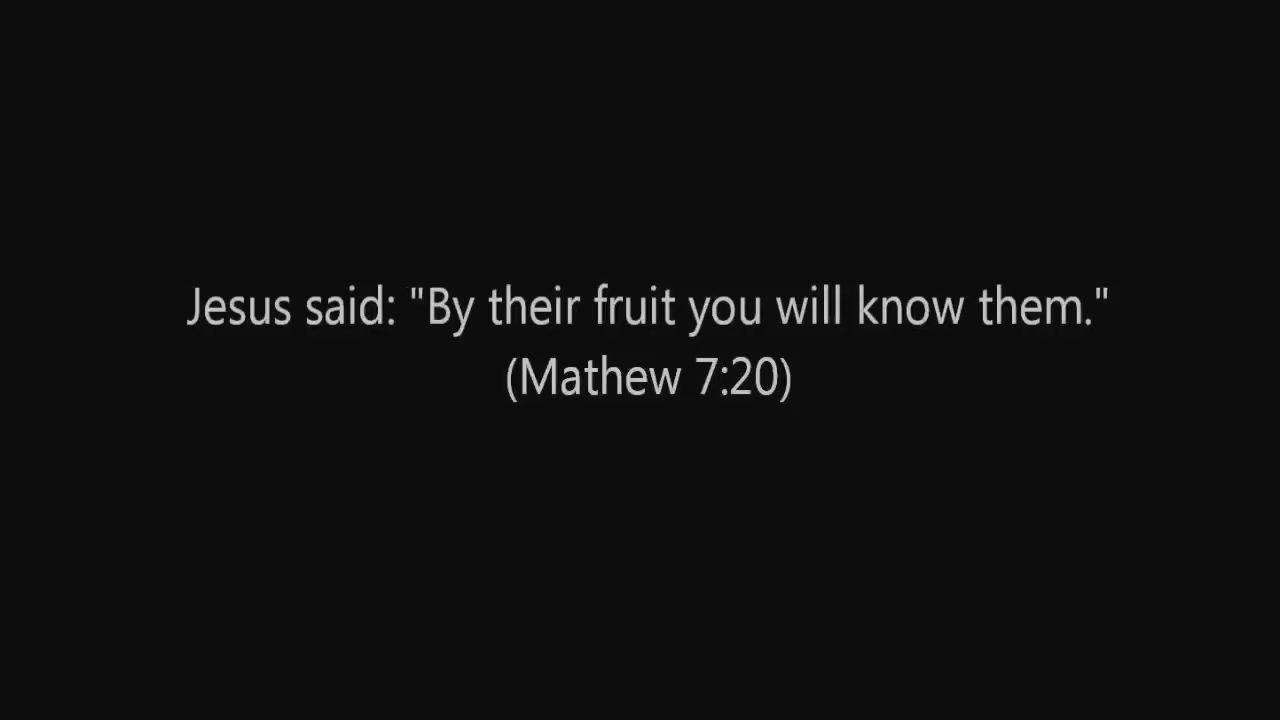 Jesus said: "By their fruit you will know them."
(Mathew 7:20)